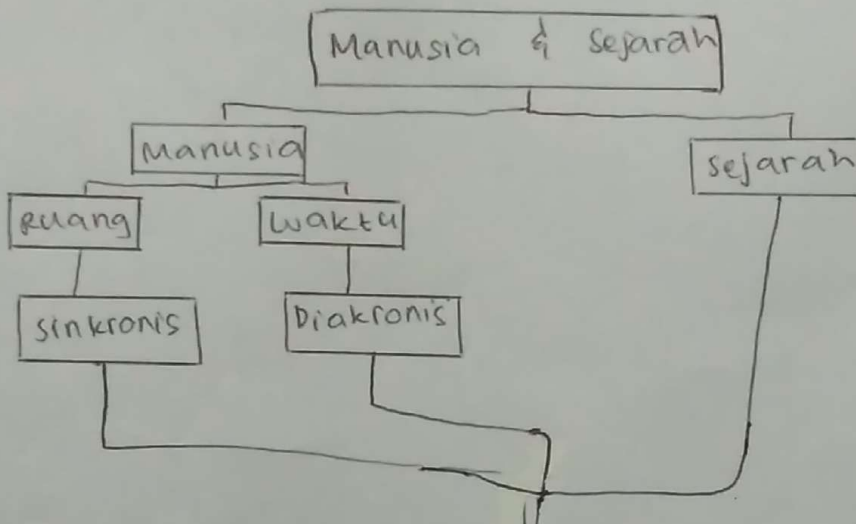 Manusia & Sejarah
Manusia
Sejarah
Ruang
Waktu
Sinkronis
Diakronis